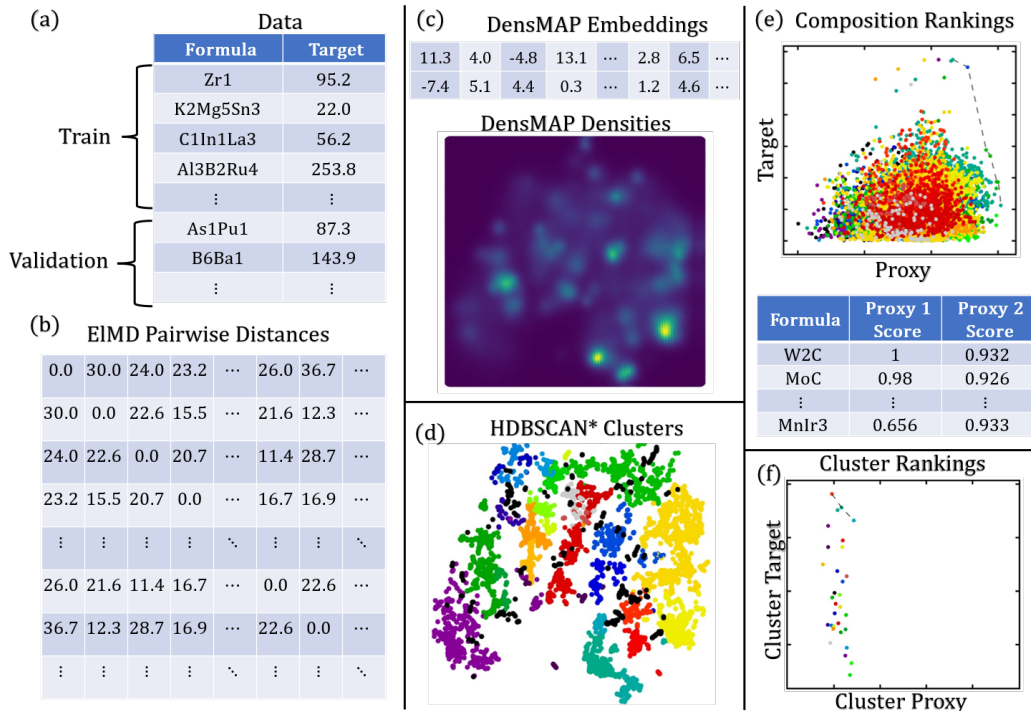 (a)
Data
Formula Target
Train
Zr1 95.2
K2Mg5Sn3 22.0
C1In1La3 56.2
Al3B2Ru4 253.8
⋮ ⋮
Validation
As1Pu1 87.3
B6Ba1 143.9
⋮ ⋮
(b)
ElMD Pairwise Distances
0.0 30.0 24.0 23.2 ⋯ 26.0 36.7 ⋯
30.0 0.0 22.6 15.5 ⋯ 21.6 12.3 ⋯
24.0 22.6 0.0 20.7 ⋯ 11.4 28.7 ⋯
23.2 15.5 20.7 0.0 ⋯ 16.7 16.9 ⋯
⋮ ⋮ ⋮ ⋮ ⋱ ⋮ ⋮ ⋱
26.0 21.6 11.4 16.7 ⋯ 0.0 22.6 ⋯
36.7 12.3 28.7 16.9 ⋯ 22.6 0.0 ⋯
⋮ ⋮ ⋮ ⋮ ⋱ ⋮ ⋮ ⋱
(c)
DensMAP Embeddings
11.3 4.0 -4.8 13.1 ⋯ 2.8 6.5 ⋯
-7.4 5.1 4.4 0.3 ⋯ 1.2 4.6 ⋯
DensMAP Densities
(d)
HDBSCAN* Clusters
(e)
Composition Rankings
Target
Proxy
Formula Proxy 1 Score Proxy 2 Score
W2C 1 0.932
MoC 0.98 0.926
⋮ ⋮ ⋮
MnIr3 0.656 0.933
(f)
Cluster Rankings
Cluster Target
Cluster Proxy